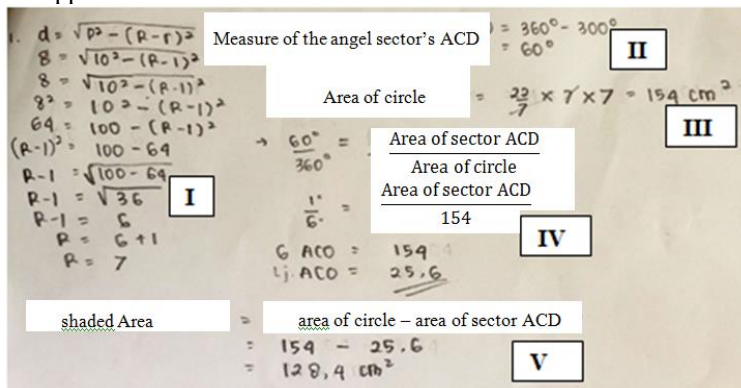 1. d = √p² - (R-r)²
8 = √10² - (R-1)²
8 = √10² - (R-1)²
8² = 10² - (R-1)²
64 = 100 - (R-1)²
(R-1)² = 100 - 64
R-1 = √100-64
R-1 = √36
R-1 = 6
R = 6+1
R = 7
I
Measure of the angel sector's ACD = 360° - 300°
= 60°
II
Area of circle = 22/7 × 7 × 7 = 154 cm²
III
→ 60°/360° = Area of sector ACD / Area of circle
1/6 = Area of sector ACD / 154
6 ACO = 154
Lj. ACO = 25,6
IV
shaded Area = area of circle – area of sector ACD
= 154 - 25,6
= 128,4 cm²
V